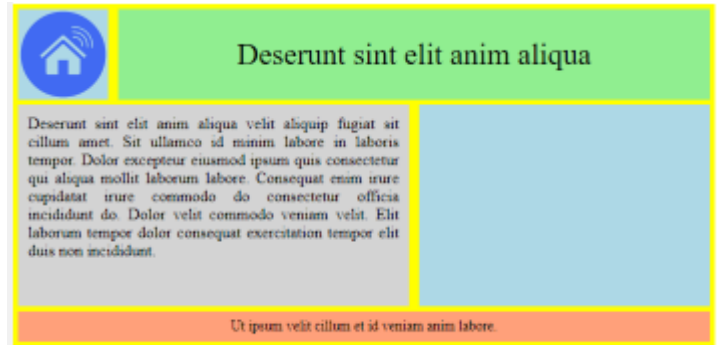 Deserunt sint elit anim aliqua
Deserunt sint elit anim aliqua velit aliquip fugiat sit
cillum amet. Sit ullamco id minim labore in laboris
tempor. Dolor excepteur eiusmod ipsum quis consectetur
qui aliqua mollit laborum labore. Consequat enim irure
cupidatat irure commodo do consectetur officia
incididunt do. Dolor velit commodo veniam velit. Elit
laborum tempor dolor consequat exercitation tempor elit
duis non incididunt.
Ut ipsum velit cillum et id veniam anim labore.